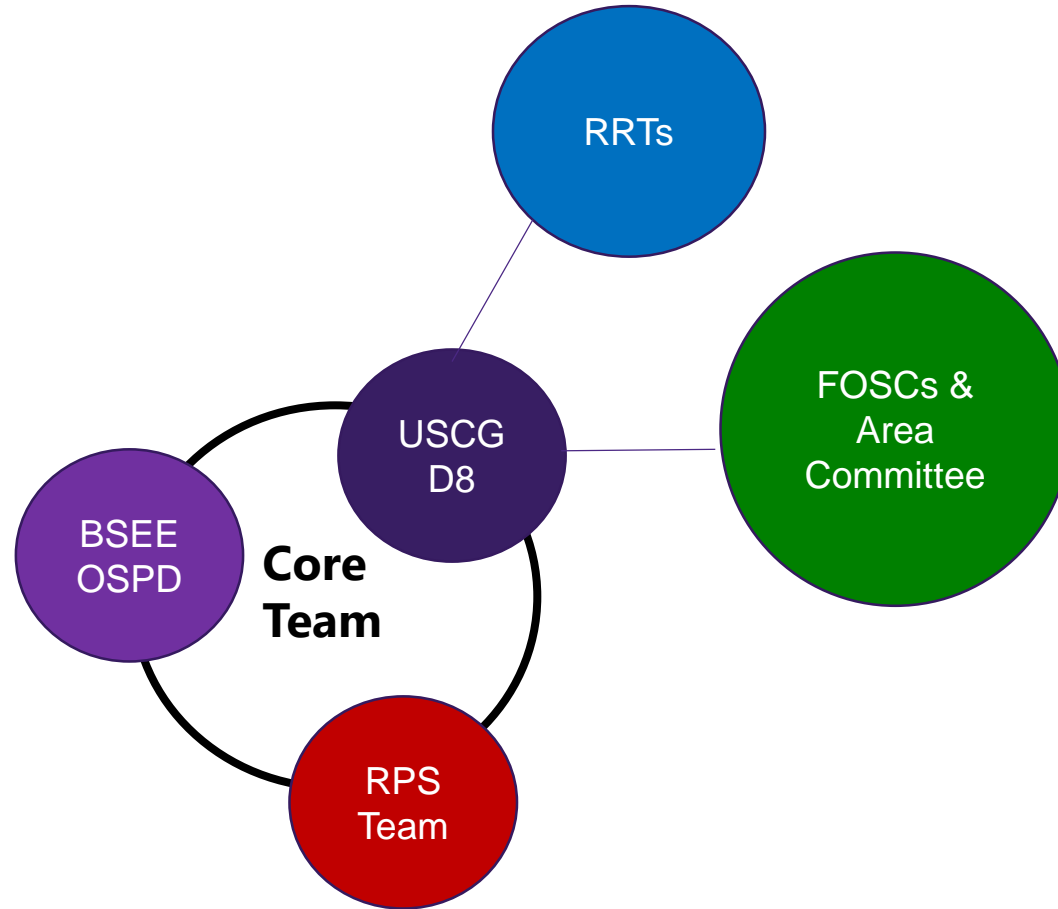 RRTs
FOSCs &
Area
Committee
USCG
D8
BSEE
OSPD
Core
Team
RPS
Team